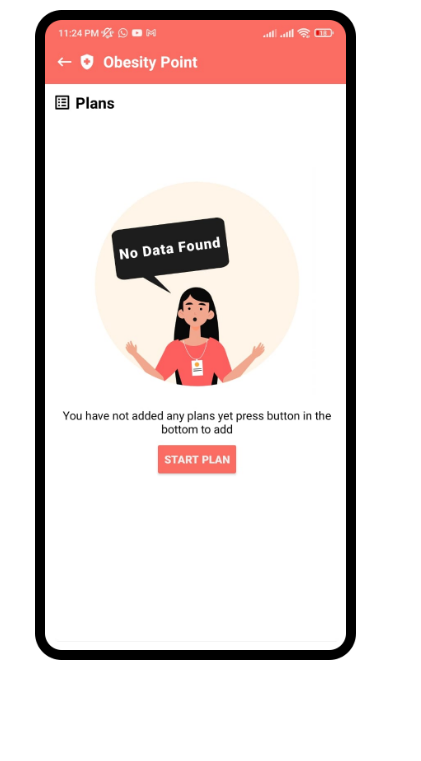 11:24 PM
Obesity Point
Plans
No Data Found
You have not added any plans yet press button in the
bottom to add
START PLAN